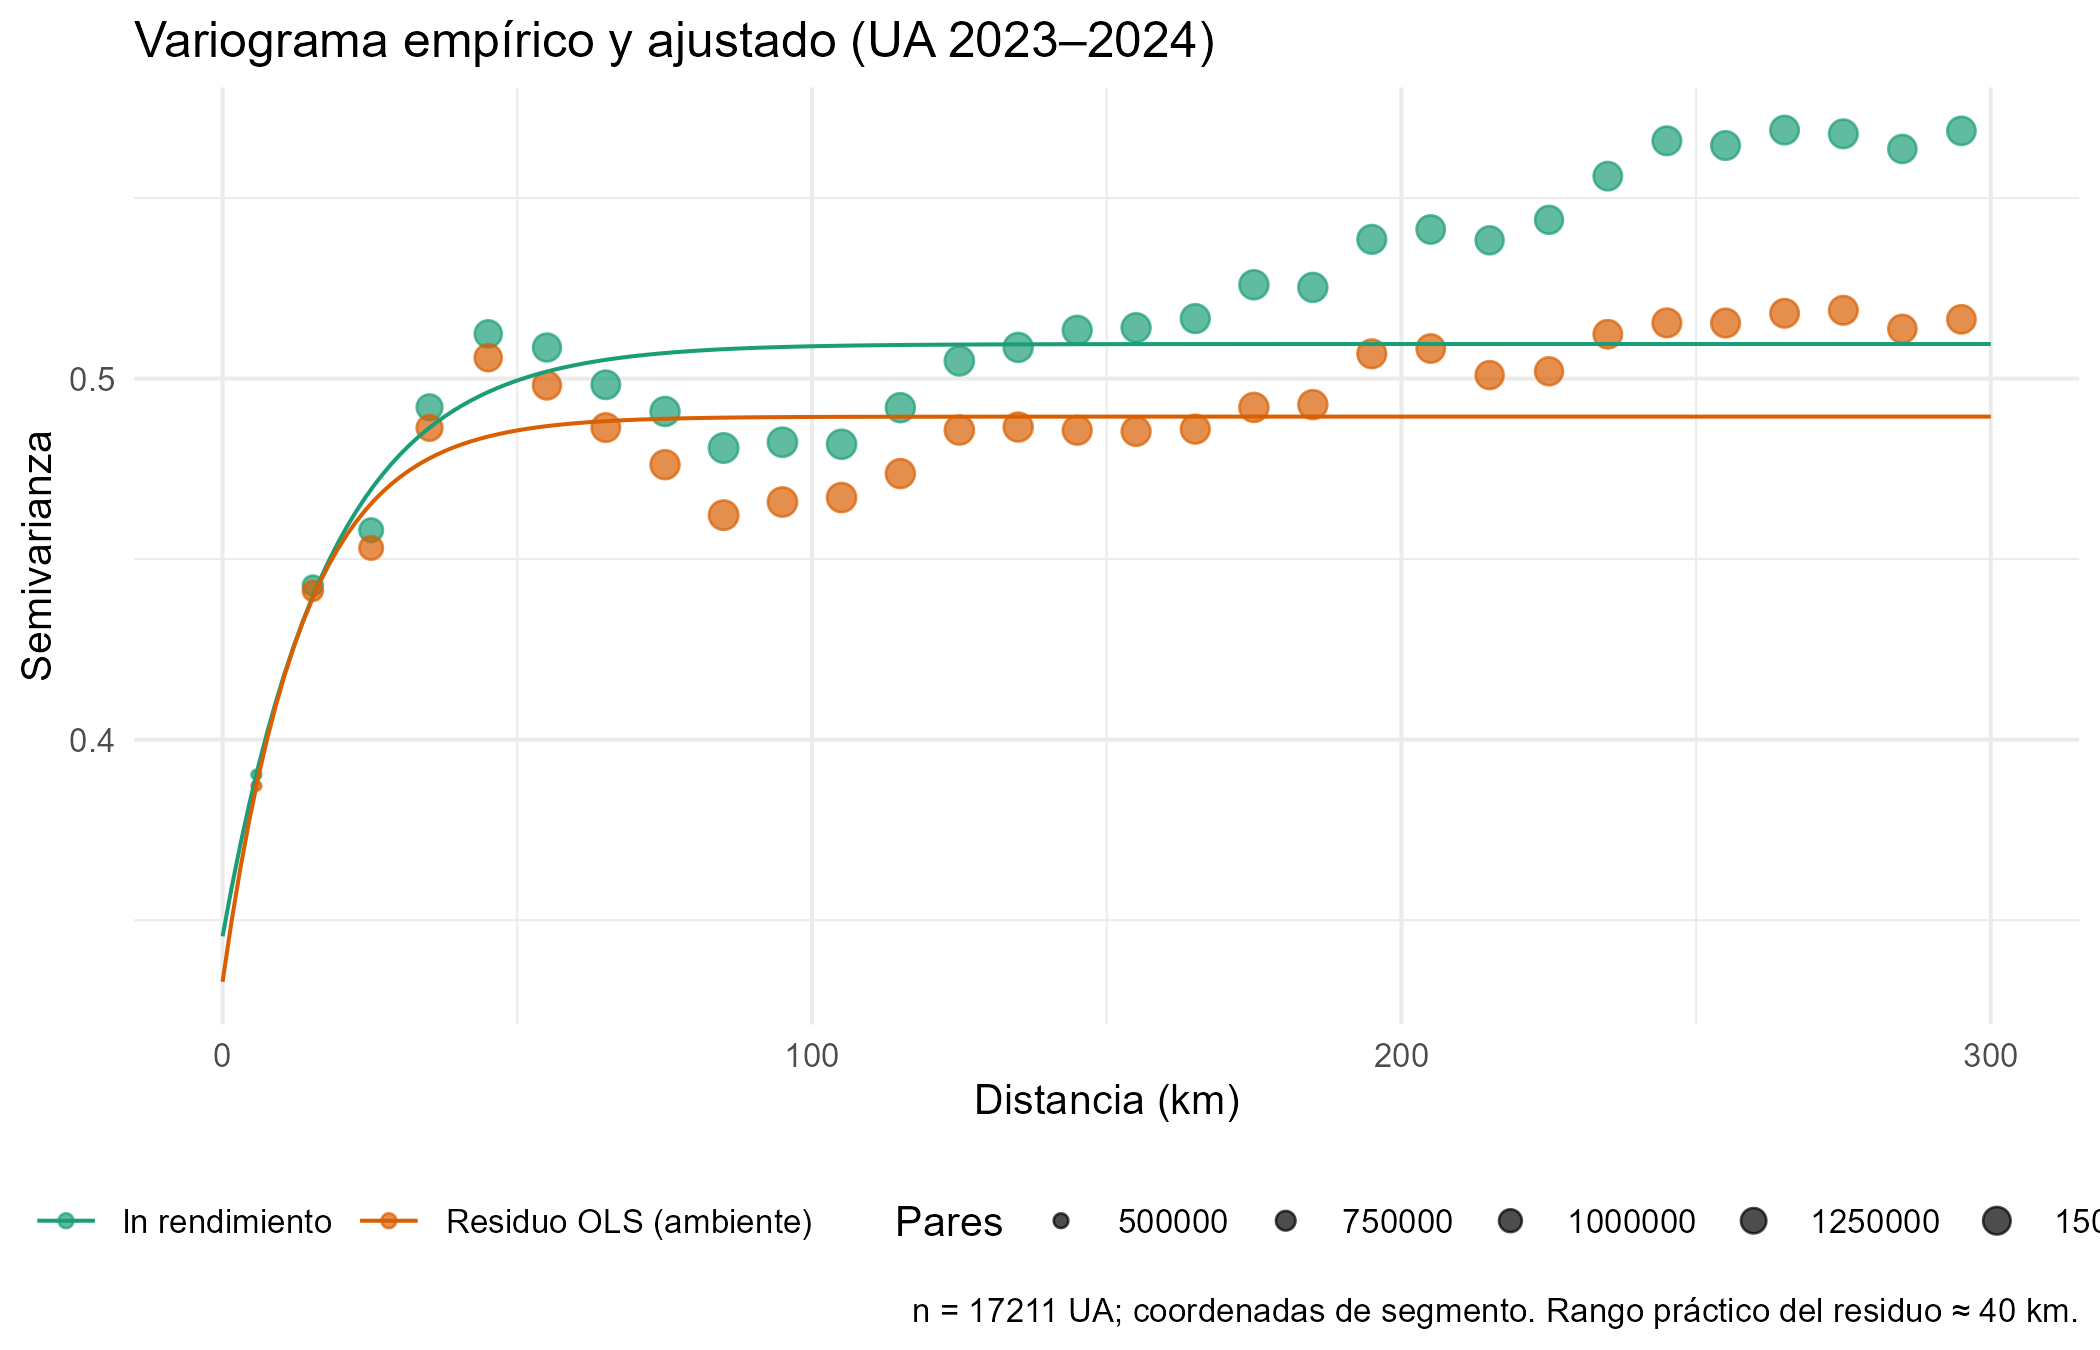 Variograma empírico y ajustado (UA 2023–2024)
Semivarianza
0.5
0.4
0 100 200 300
Distancia (km)
ln rendimiento Residuo OLS (ambiente) Pares 500000 750000 1000000 1250000 150
n = 17211 UA; coordenadas de segmento. Rango práctico del residuo ≈ 40 km.